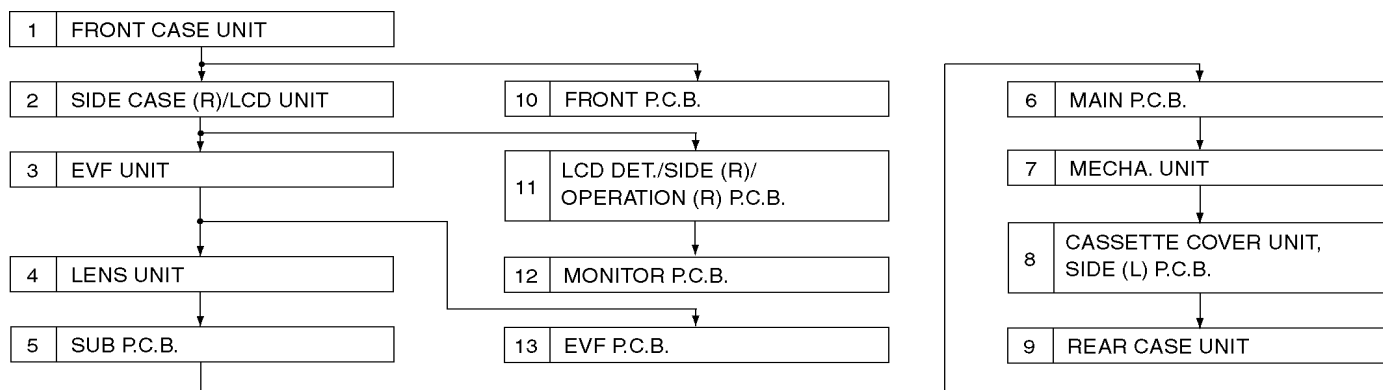 1 FRONT CASE UNIT
2 SIDE CASE (R)/LCD UNIT
3 EVF UNIT
4 LENS UNIT
5 SUB P.C.B.
10 FRONT P.C.B.
11 LCD DET./SIDE (R)/
OPERATION (R) P.C.B.
12 MONITOR P.C.B.
13 EVF P.C.B.
6 MAIN P.C.B.
7 MECHA. UNIT
8 CASSETTE COVER UNIT,
SIDE (L) P.C.B.
9 REAR CASE UNIT